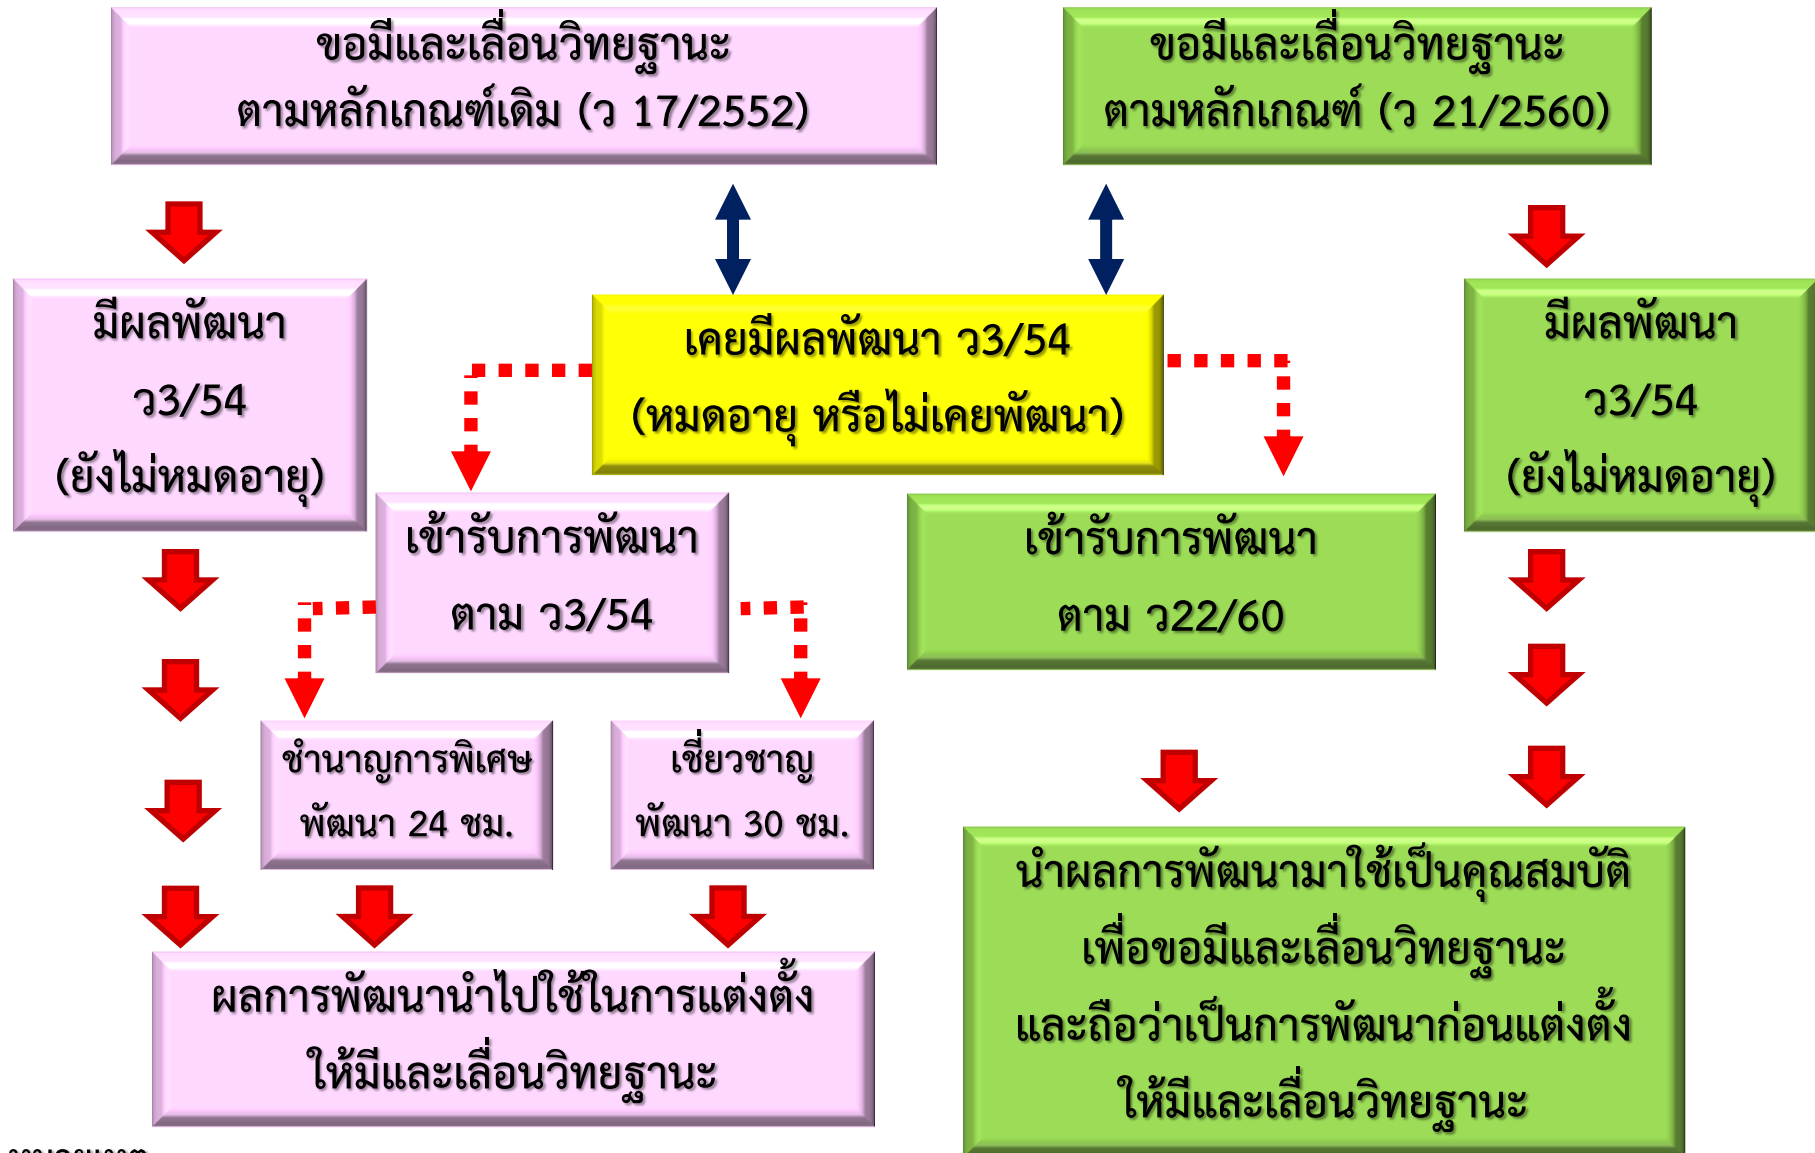 ขอมีและเลื่อนวิทยฐานะ
ตามหลักเกณฑ์เดิม (ว 17/2552)
ขอมีและเลื่อนวิทยฐานะ
ตามหลักเกณฑ์ (ว 21/2560)
มีผลพัฒนา
ว3/54
(ยังไม่หมดอายุ)
เคยมีผลพัฒนา ว3/54
(หมดอายุ หรือไม่เคยพัฒนา)
มีผลพัฒนา
ว3/54
(ยังไม่หมดอายุ)
เข้ารับการพัฒนา
ตาม ว3/54
เข้ารับการพัฒนา
ตาม ว22/60
ชำนาญการพิเศษ
พัฒนา 24 ชม.
เชี่ยวชาญ
พัฒนา 30 ชม.
ผลการพัฒนานำไปใช้ในการแต่งตั้ง
ให้มีและเลื่อนวิทยฐานะ
นำผลการพัฒนามาใช้เป็นคุณสมบัติ
เพื่อขอมีและเลื่อนวิทยฐานะ
และถือว่าเป็นการพัฒนาก่อนแต่งตั้ง
ให้มีและเลื่อนวิทยฐานะ